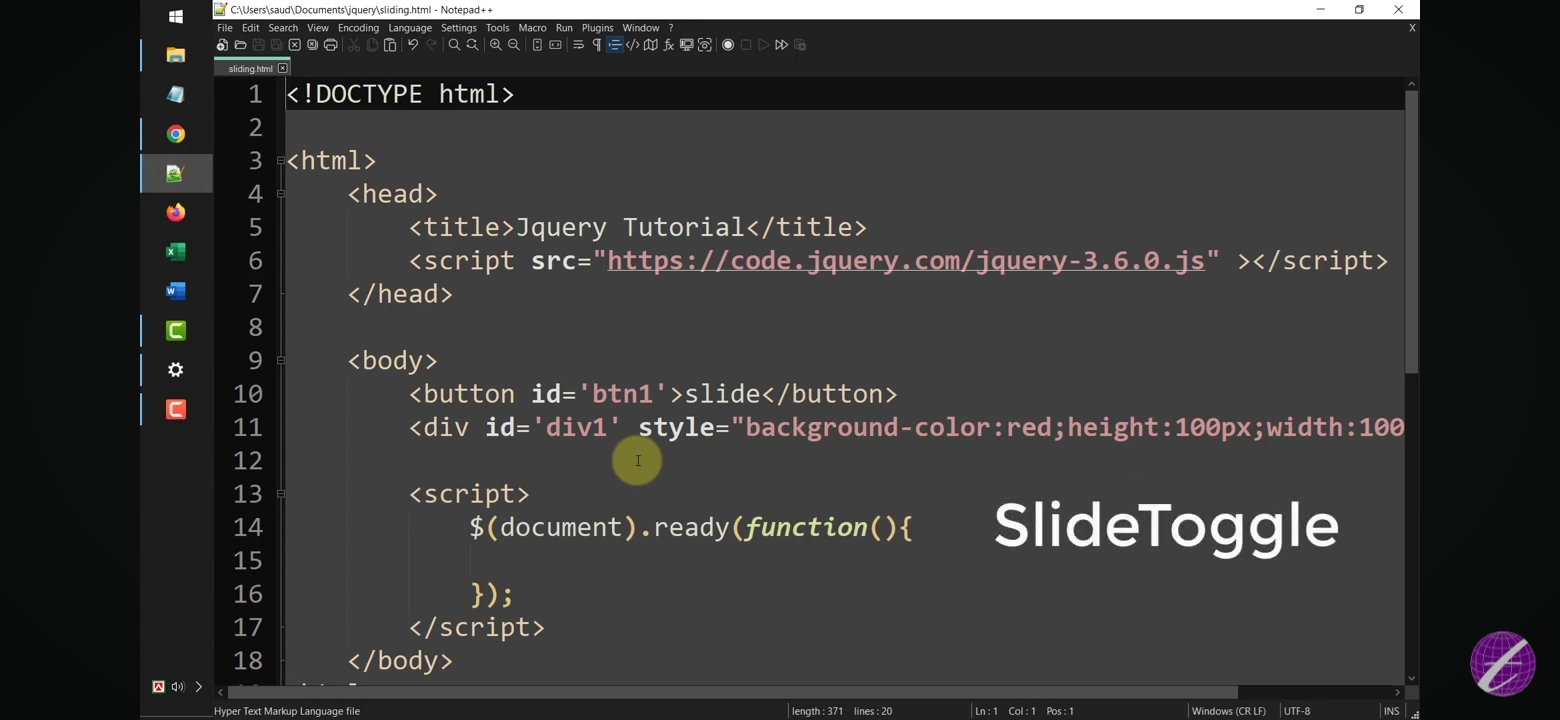 C:\Users\saud\Documents\jquery\sliding.html - Notepad++
File Edit Search View Encoding Language Settings Tools Macro Run Plugins Window ? X
sliding.html
1 <!DOCTYPE html>
2
3 <html>
4 <head>
5 <title>Jquery Tutorial</title>
6 <script src="https://code.jquery.com/jquery-3.6.0.js" ></script>
7 </head>
8
9 <body>
10 <button id='btn1'>slide</button>
11 <div id='div1' style="background-color:red;height:100px;width:100
12
13 <script>
14 $(document).ready(function(){
15
16 });
17 </script>
18 </body>
SlideToggle
Hyper Text Markup Language file length : 371 lines : 20 Ln : 1 Col : 1 Pos : 1 Windows (CR LF) UTF-8 INS